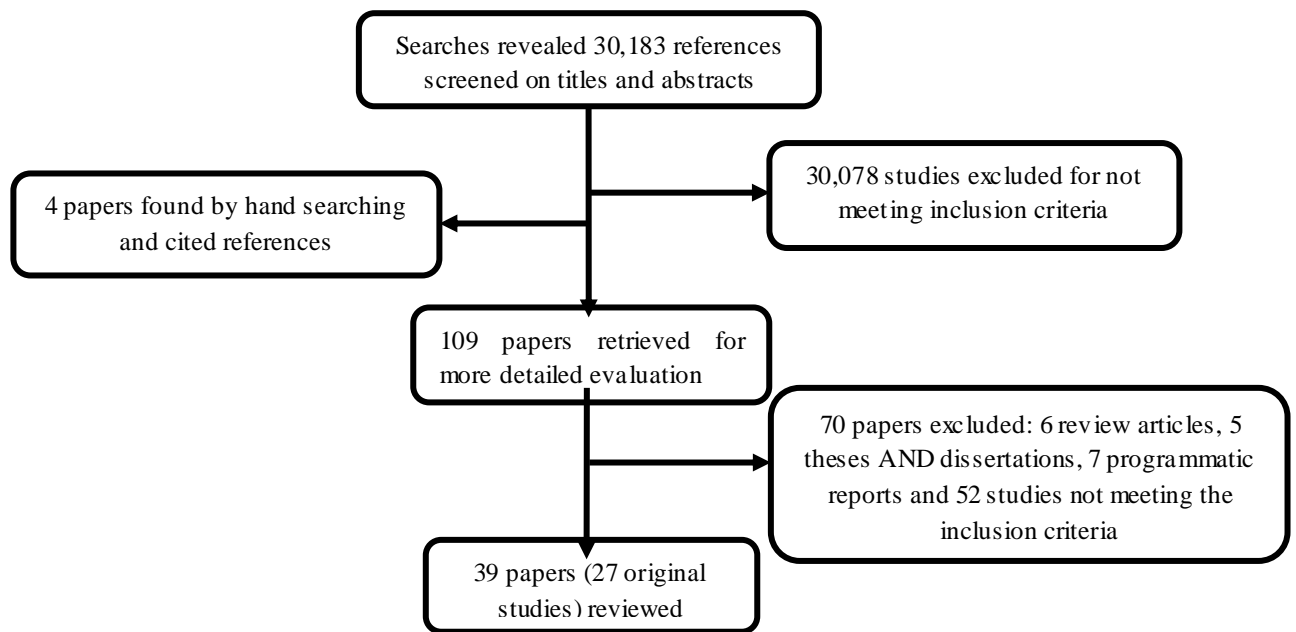 Searches revealed 30,183 references
screened on titles and abstracts
30,078 studies excluded for not
meeting inclusion criteria
4 papers found by hand searching
and cited references
109 papers retrieved for
more detailed evaluation
70 papers excluded: 6 review articles, 5
theses AND dissertations, 7 programmatic
reports and 52 studies not meeting the
inclusion criteria
39 papers (27 original
studies) reviewed